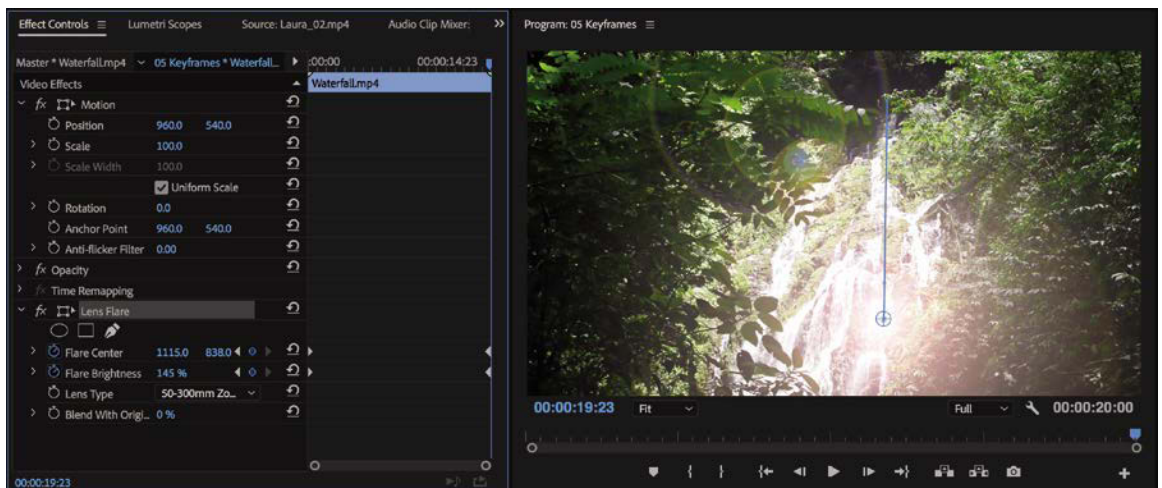 Effect Controls Lumetri Scopes Source: Laura_02.mp4 Audio Clip Mixer: »
Master * Waterfall.mp4 05 Keyframes * Waterfall... :00:00 00:00:14:23
Video Effects Waterfall.mp4
fx Motion
Position 960.0 540.0
Scale 100.0
Scale Width 100.0
Uniform Scale
Rotation 0.0
Anchor Point 960.0 540.0
Anti-flicker Filter 0.00
fx Opacity
fx Time Remapping
fx Lens Flare
Flare Center 1115.0 838.0
Flare Brightness 145 %
Lens Type 50-300mm Zo...
Blend With Origi... 0 %
00:00:19:23
Program: 05 Keyframes
00:00:19:23 Fit Full 00:00:20:00